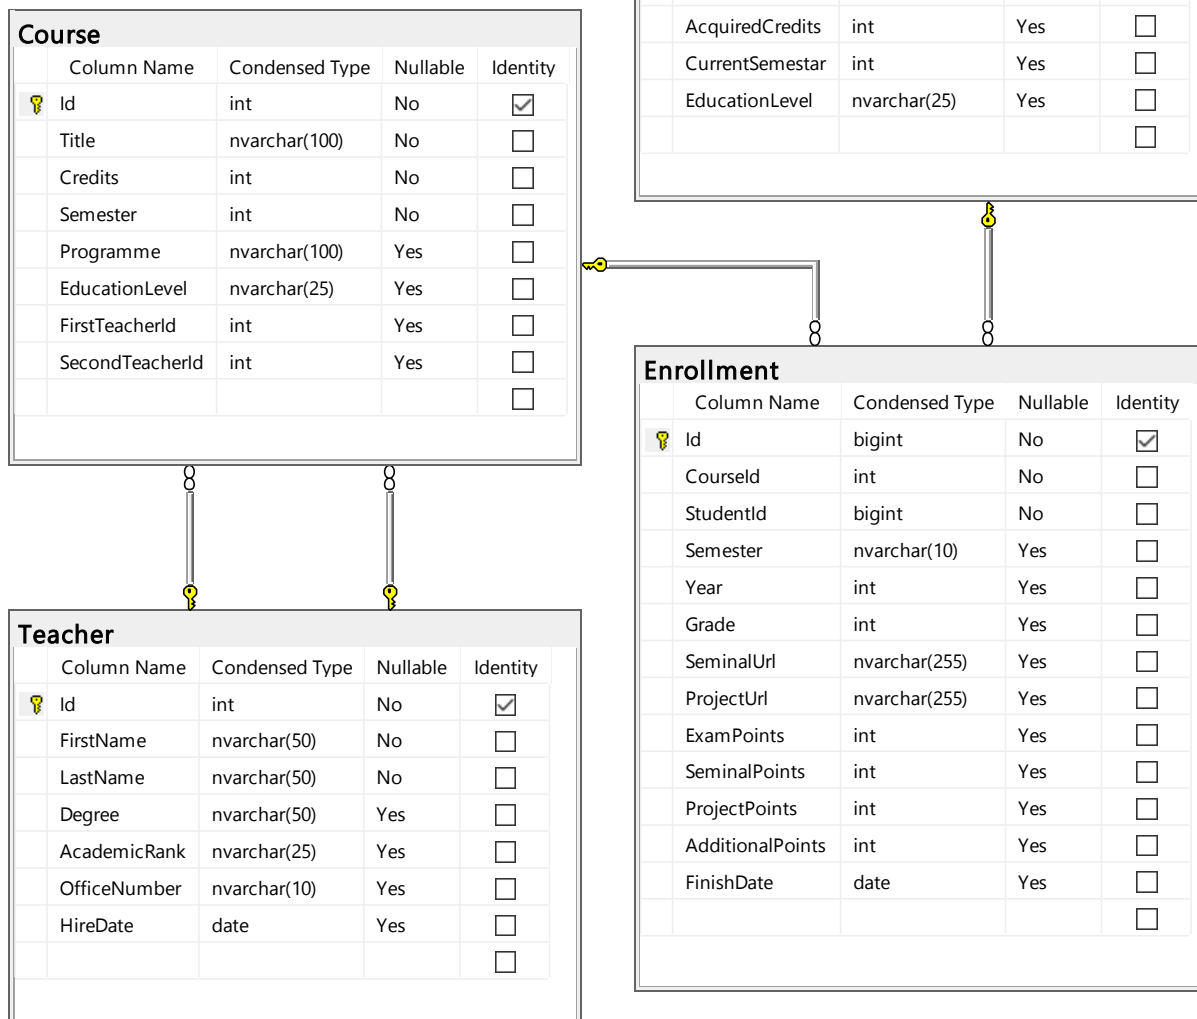 Course
Column Name Condensed Type Nullable Identity
Id int No
Title nvarchar(100) No
Credits int No
Semester int No
Programme nvarchar(100) Yes
EducationLevel nvarchar(25) Yes
FirstTeacherId int Yes
SecondTeacherId int Yes
AcquiredCredits int Yes
CurrentSemestar int Yes
EducationLevel nvarchar(25) Yes
Teacher
Column Name Condensed Type Nullable Identity
Id int No
FirstName nvarchar(50) No
LastName nvarchar(50) No
Degree nvarchar(50) Yes
AcademicRank nvarchar(25) Yes
OfficeNumber nvarchar(10) Yes
HireDate date Yes
Enrollment
Column Name Condensed Type Nullable Identity
Id bigint No
CourseId int No
StudentId bigint No
Semester nvarchar(10) Yes
Year int Yes
Grade int Yes
SeminalUrl nvarchar(255) Yes
ProjectUrl nvarchar(255) Yes
ExamPoints int Yes
SeminalPoints int Yes
ProjectPoints int Yes
AdditionalPoints int Yes
FinishDate date Yes